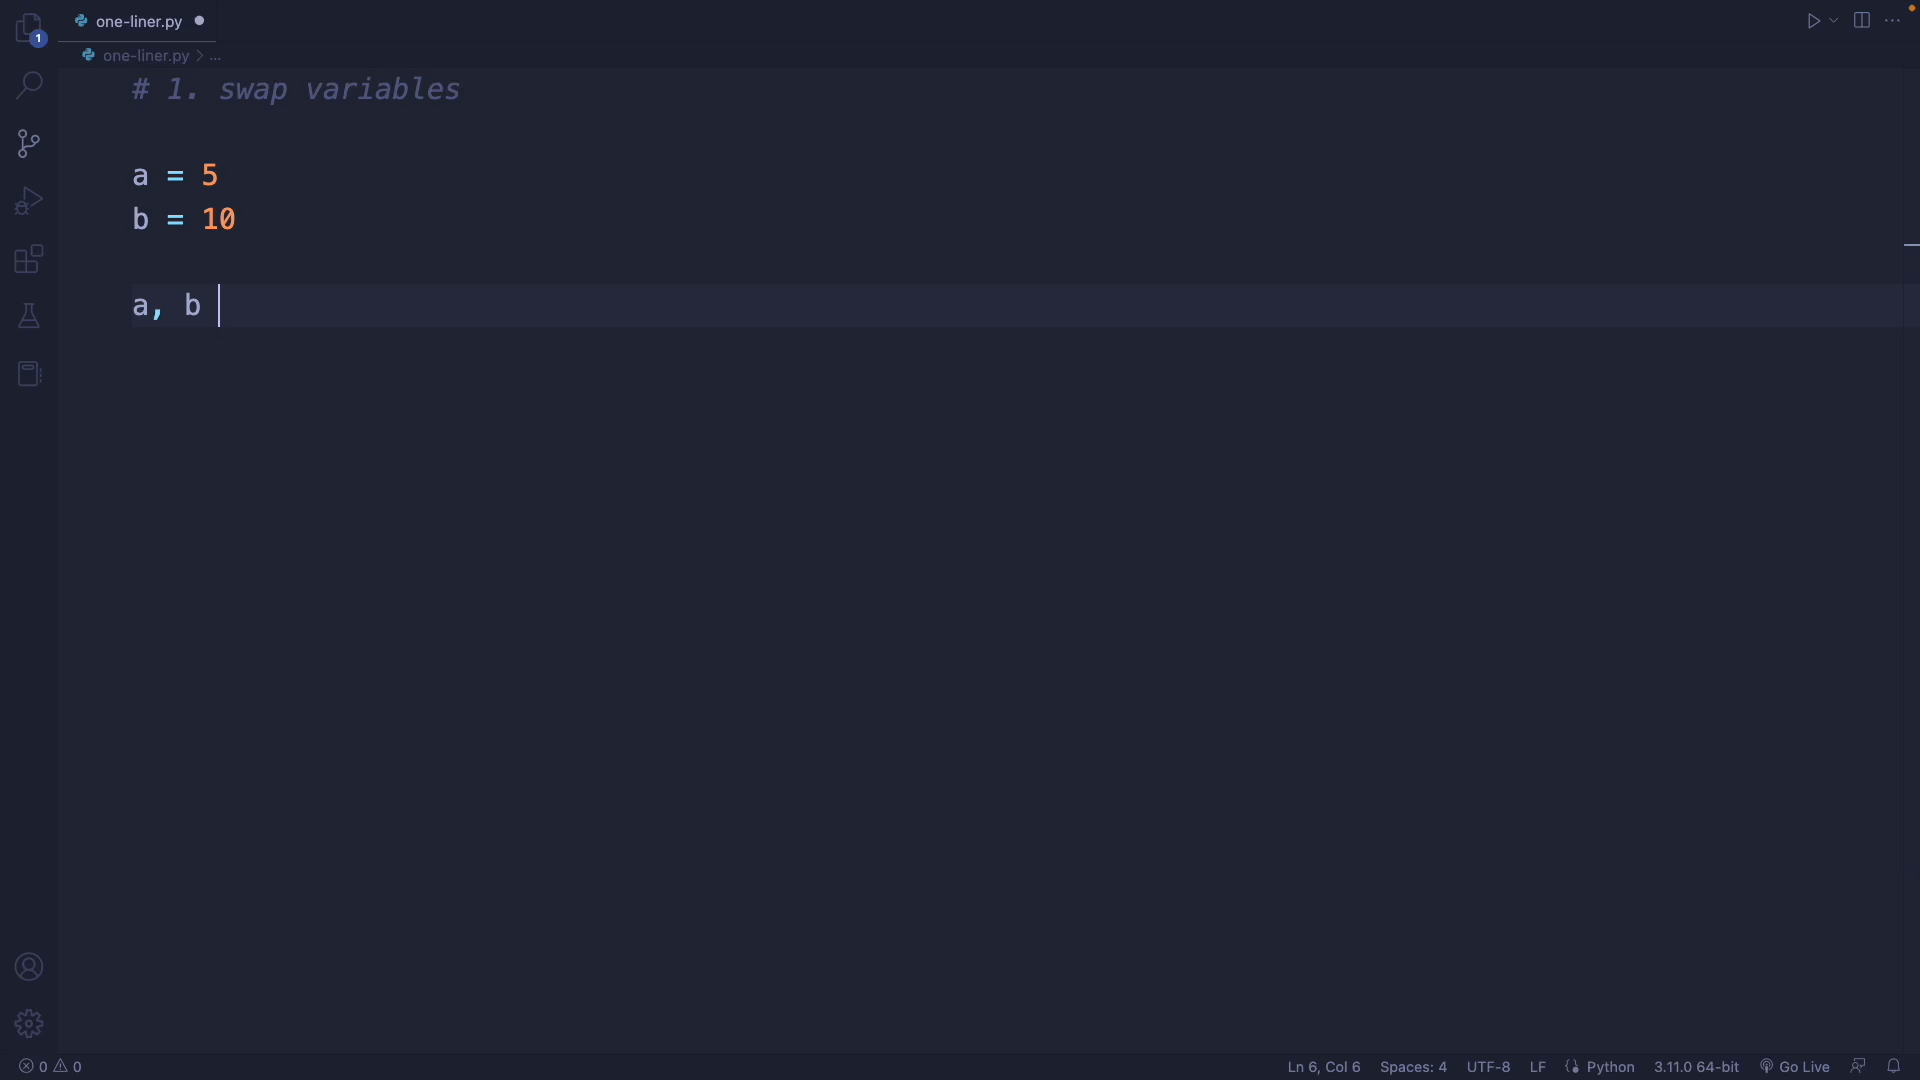 one-liner.py
one-liner.py > ...
1
# 1. swap variables
a = 5
b = 10
a, b
0 0
Ln 6, Col 6 Spaces: 4 UTF-8 LF Python 3.11.0 64-bit Go Live